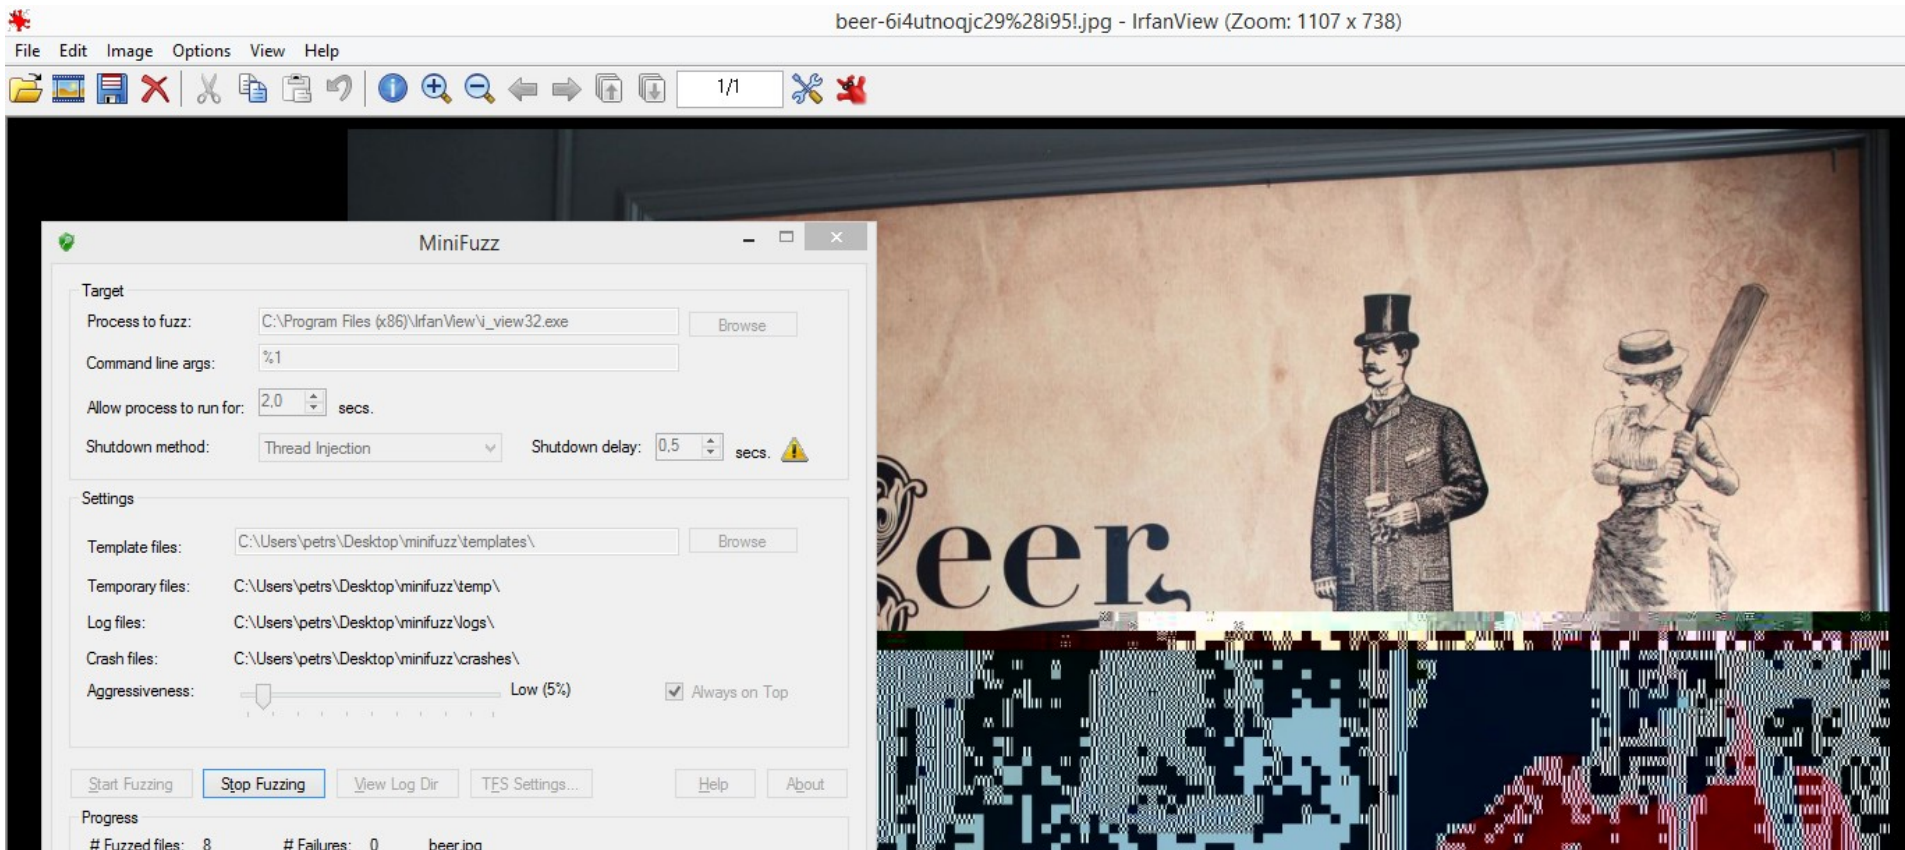 beer-6i4utnoqjc29%28i95!.jpg - IrfanView (Zoom: 1107 x 738)
File Edit Image Options View Help
1/1
MiniFuzz
Target
Process to fuzz: C:\Program Files (x86)\IrfanView\i_view32.exe Browse
Command line args: %1
Allow process to run for: 2,0 secs.
Shutdown method: Thread Injection Shutdown delay: 0,5 secs.
Settings
Template files: C:\Users\petrs\Desktop\minifuzz\templates\ Browse
Temporary files: C:\Users\petrs\Desktop\minifuzz\temp\
Log files: C:\Users\petrs\Desktop\minifuzz\logs\
Crash files: C:\Users\petrs\Desktop\minifuzz\crashes\
Aggressiveness: Low (5%) Always on Top
Start Fuzzing Stop Fuzzing View Log Dir TFS Settings... Help About
Progress
# Fuzzed files: 8 # Failures: 0 beer.jpg
Beer,